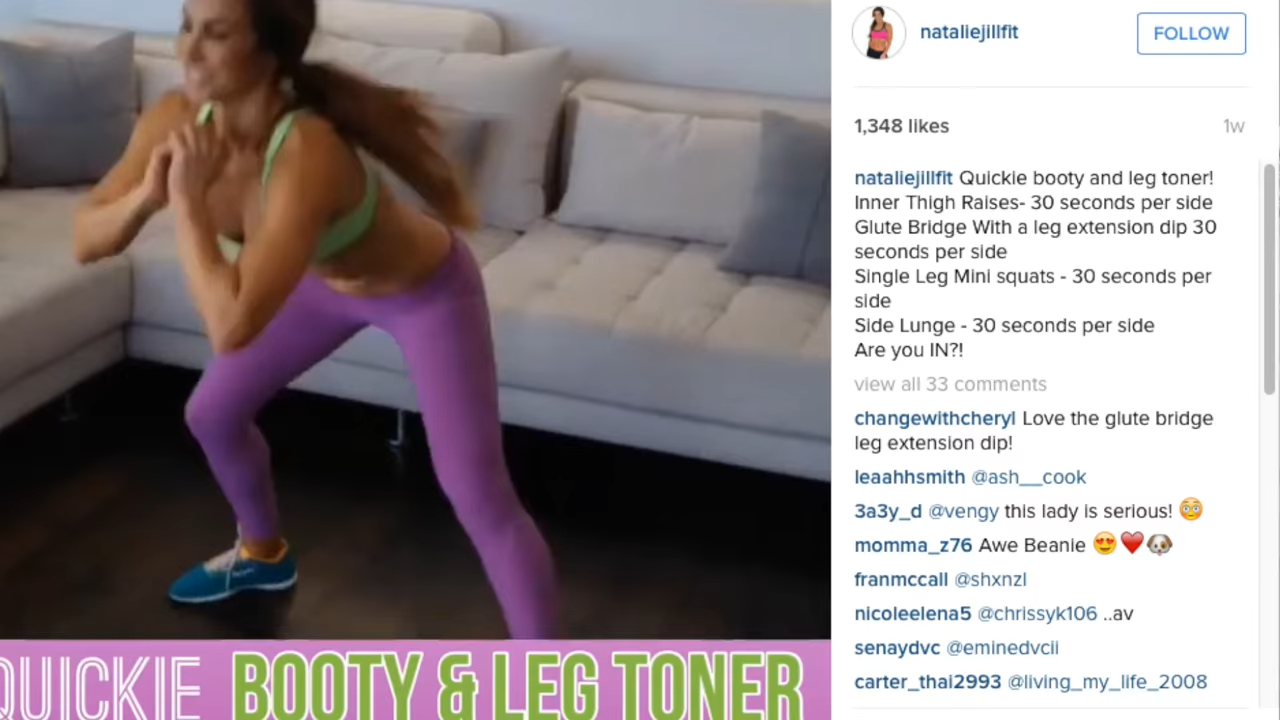 nataliejillfit
FOLLOW
1,348 likes
1w
nataliejillfit Quickie booty and leg toner!
Inner Thigh Raises- 30 seconds per side
Glute Bridge With a leg extension dip 30
seconds per side
Single Leg Mini squats - 30 seconds per
side
Side Lunge - 30 seconds per side
Are you IN?!
view all 33 comments
changewithcheryl Love the glute bridge
leg extension dip!
leaahhsmith @ash__cook
3a3y_d @vengy this lady is serious! 😳
momma_z76 Awe Beanie 😍❤️🐶
franmccall @shxnzl
nicoleelena5 @chrissyk106 ..av
senaydvc @eminedvcii
carter_thai2993 @living_my_life_2008
QUICKIE BOOTY & LEG TONER